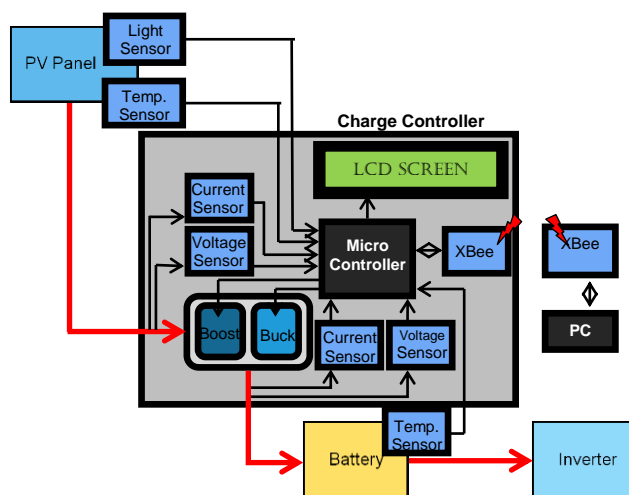 Light
Sensor
PV Panel
Temp.
Sensor
Charge Controller
LCD SCREEN
Current
Sensor
Voltage
Sensor
Micro
Controller
XBee
XBee
Boost
Buck
Current
Sensor
Voltage
Sensor
PC
Temp.
Sensor
Battery
Inverter